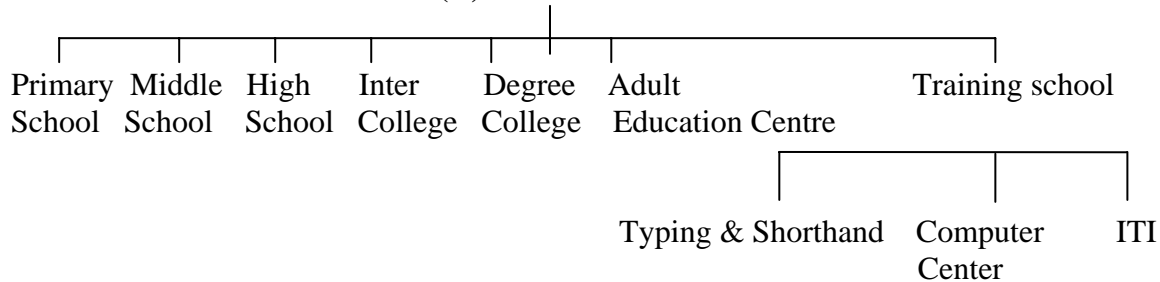 Primary Middle High Inter Degree Adult Training school
School School School College College Education Centre
Typing & Shorthand Computer ITI
Center